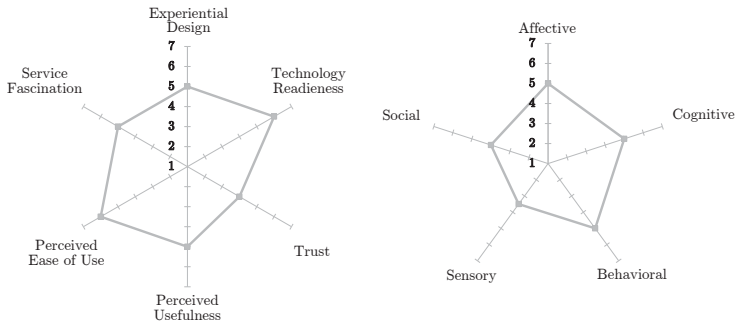 Experiential
Design
7
6
5
4
3
2
1
Technology
Readieness
Service
Fascination
Trust
Perceived
Ease of Use
Perceived
Usefulness
Affective
7
6
5
4
3
2
1
Cognitive
Social
Sensory
Behavioral